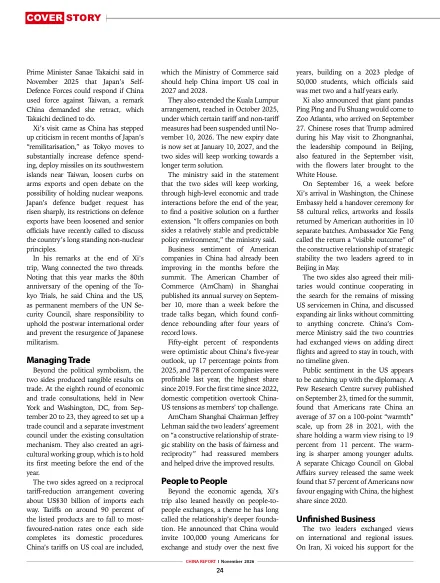 COVER STORY
Prime Minister Sanae Takaichi said in
November 2025 that Japan's Self-
Defense Forces could respond if China
used force against Taiwan, a remark
China demanded she retract, which
Takaichi declined to do.
Xi's visit came as China has stepped
up criticism in recent months of Japan's
"remilitarisation," as Tokyo moves to
substantially increase defence spend-
ing, deploy missiles on its southwestern
islands near Taiwan, loosen curbs on
arms exports and open debate on the
possibility of holding nuclear weapons.
Japan's defence budget request has
risen sharply, its restrictions on defence
exports have been loosened and senior
officials have recently called to discuss the
country's long standing non-nuclear
principles.
In his remarks at the end of Xi's
trip, Wang connected the two threads.
Noting that this year marks the 80th
anniversary of the opening of the To-
kyo Trials, he said China and the US,
as permanent members of the UN Se-
curity Council, share responsibility to
uphold the postwar international order
and prevent the resurgence of Japanese
militarism.
Managing Trade
Beyond the political symbolism, the
two sides produced tangible results on
trade. At the eighth round of economic
and trade consultations, held in New
York and Washington, DC, from Sep-
tember 20 to 23, they agreed to set up a
trade council and a separate investment
council under the existing consultation
mechanism. They also created an agri-
cultural working group, which is to hold
its first meeting before the end of the
year.
The two sides agreed on a reciprocal
tariff-reduction arrangement covering
about US$30 billion of imports each
way. Tariffs on around 90 percent of
the listed products are to fall to most-
favoured-nation rates once each side
completes its domestic procedures.
China's tariffs on US coal are included,
which the Ministry of Commerce said
should help China import US coal in
2027 and 2028.
They also extended the Kuala Lumpur
arrangement, reached in October 2025,
under which certain tariff and non-tariff
measures had been suspended until No-
vember 10, 2026. The new expiry date
is now set at January 10, 2027, and the
two sides will keep working towards a
longer term solution.
The ministry said in the statement
that the two sides will keep working,
through high-level economic and trade
interactions before the end of the year,
to find a positive solution on a further
extension. "It offers companies on both
sides a relatively stable and predictable
policy environment," the ministry said.
Business sentiment of American
companies in China had already been
improving in the months before the
summit. The American Chamber of
Commerce (AmCham) in Shanghai
published its annual survey on Septem-
ber 10, more than a week before the
trade talks began, which found confi-
dence rebounding after four years of
record lows.
Fifty-eight percent of respondents
were optimistic about China's five-year
outlook, up 17 percentage points from
2025, and 78 percent of companies were
profitable last year, the highest share
since 2019. For the first time since 2022,
domestic competition overtook China-
US tensions as members' top challenge.
AmCham Shanghai Chairman Jeffrey
Lehman said the two leaders' agreement
on "a constructive relationship of strate-
gic stability on the basis of fairness and
reciprocity" had reassured members
and helped drive the improved results.
People to People
Beyond the economic agenda, Xi's
trip also leaned heavily on people-to-
people exchanges, a theme he has long
called the relationship's deeper founda-
tion. He announced that China would
invite 100,000 young Americans for
exchange and study over the next five
years, building on a 2023 pledge of
50,000 students, which officials said
was met two and a half years early.
Xi also announced that giant pandas
Ping Ping and Fu Shuang would come to
Zoo Atlanta, who arrived on September
27. Chinese roses that Trump admired
during his May visit to Zhongnanhai,
the leadership compound in Beijing,
also featured in the September visit,
with the flowers later brought to the
White House.
On September 16, a week before
Xi's arrival in Washington, the Chinese
Embassy held a handover ceremony for
58 cultural relics, artworks and fossils
returned by American authorities in 10
separate batches. Ambassador Xie Feng
called the return a "visible outcome" of
the constructive relationship of strategic
stability the two leaders agreed to in
Beijing in May.
The two sides also agreed their mili-
taries would continue cooperating in
the search for the remains of missing
US servicemen in China, and discussed
expanding air links without committing
to anything concrete. China's Com-
merce Ministry said the two countries
had exchanged views on adding direct
flights and agreed to stay in touch, with
no timeline given.
Public sentiment in the US appears
to be catching up with the diplomacy. A
Pew Research Centre survey published
on September 23, timed for the summit,
found that Americans rate China an
average of 37 on a 100-point "warmth"
scale, up from 28 in 2021, with the
share holding a warm view rising to 19
percent from 11 percent. The warm-
ing is sharper among younger adults.
A separate Chicago Council on Global
Affairs survey released the same week
found that 57 percent of Americans now
favour engaging with China, the highest
share since 2020.
Unfinished Business
The two leaders exchanged views
on international and regional issues.
On Iran, Xi voiced his support for the
CHINA REPORT | November 2026
24